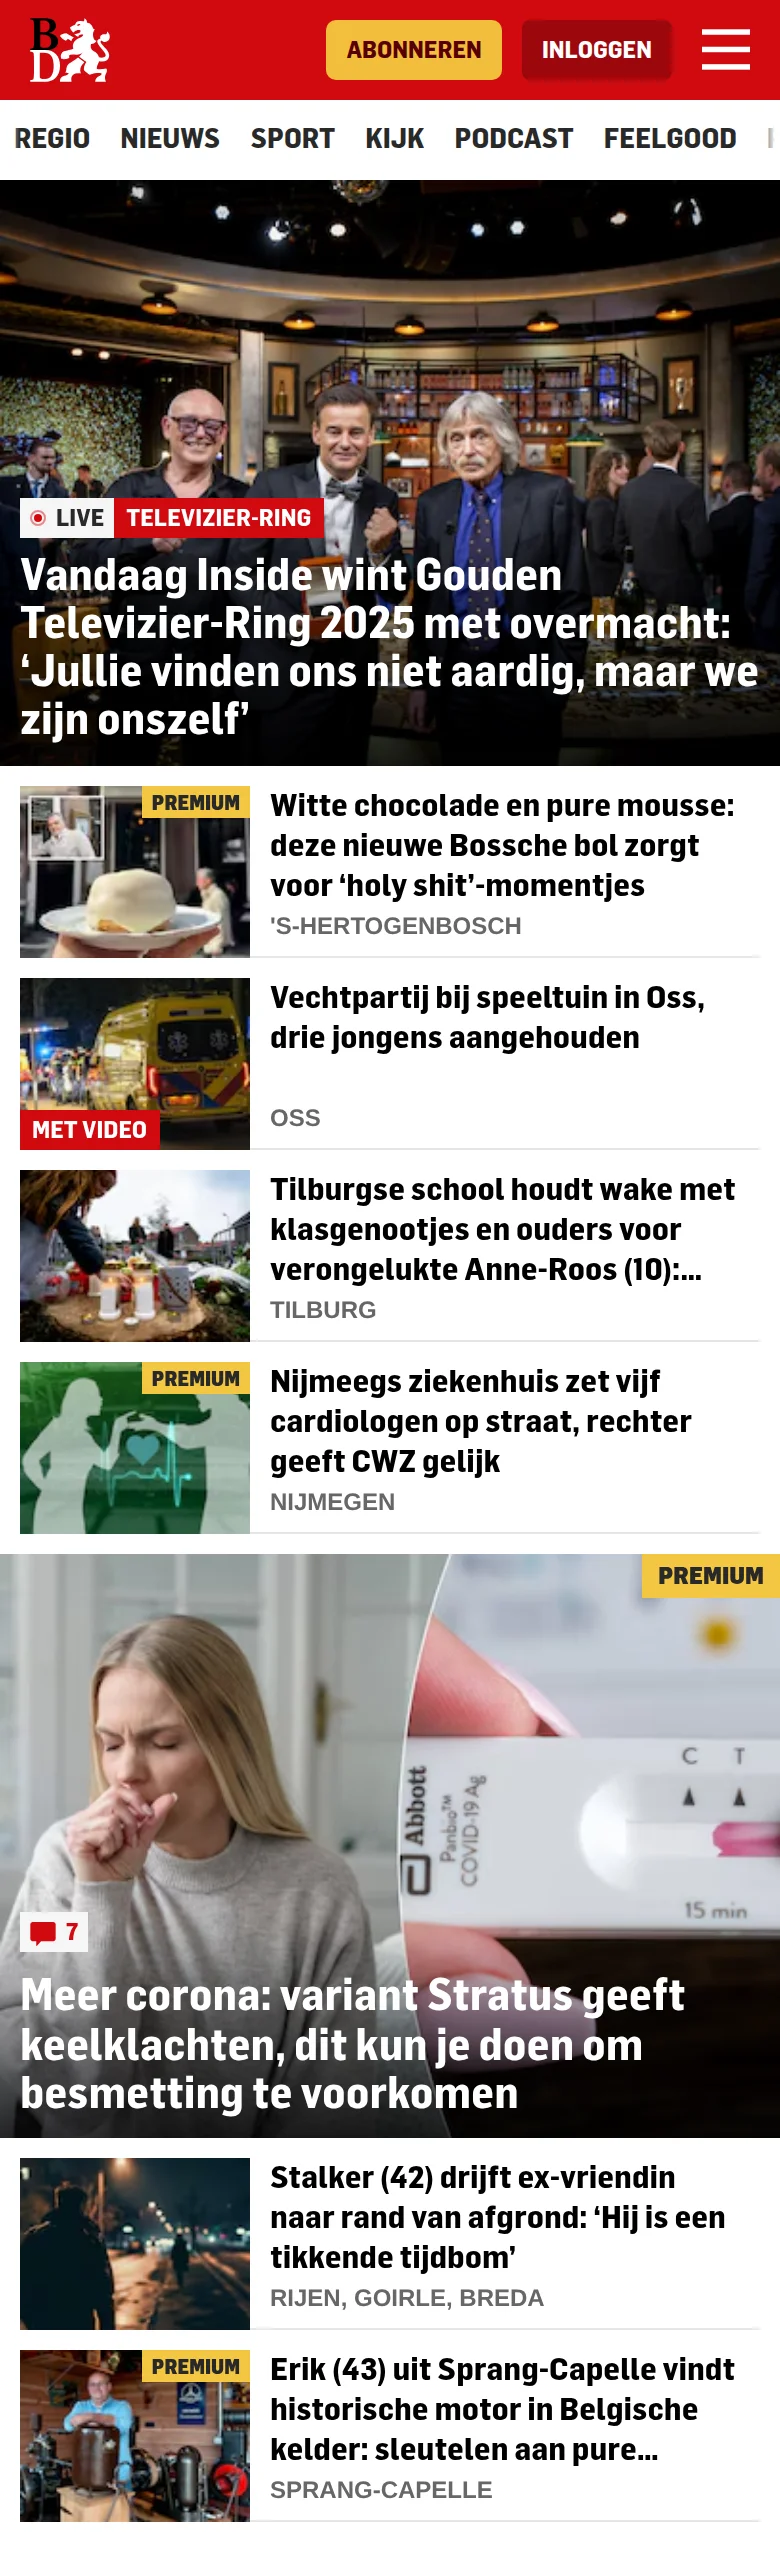 BD
ABONNEREN
INLOGGEN
REGIO NIEUWS SPORT KIJK PODCAST FEELGOOD
LIVE TELEVIZIER-RING
Vandaag Inside wint Gouden
Televizier-Ring 2025 met overmacht:
‘Jullie vinden ons niet aardig, maar we
zijn onszelf’
PREMIUM
Witte chocolade en pure mousse:
deze nieuwe Bossche bol zorgt
voor ‘holy shit’-momentjes
'S-HERTOGENBOSCH
MET VIDEO
Vechtpartij bij speeltuin in Oss,
drie jongens aangehouden
OSS
Tilburgse school houdt wake met
klasgenootjes en ouders voor
verongelukte Anne-Roos (10):...
TILBURG
PREMIUM
Nijmeegs ziekenhuis zet vijf
cardiologen op straat, rechter
geeft CWZ gelijk
NIJMEGEN
PREMIUM
C T
Abbott
Panbio™
COVID-19 Ag
15 min
7
Meer corona: variant Stratus geeft
keelklachten, dit kun je doen om
besmetting te voorkomen
Stalker (42) drijft ex-vriendin
naar rand van afgrond: ‘Hij is een
tikkende tijdbom’
RIJEN, GOIRLE, BREDA
PREMIUM
Erik (43) uit Sprang-Capelle vindt
historische motor in Belgische
kelder: sleutelen aan pure...
SPRANG-CAPELLE